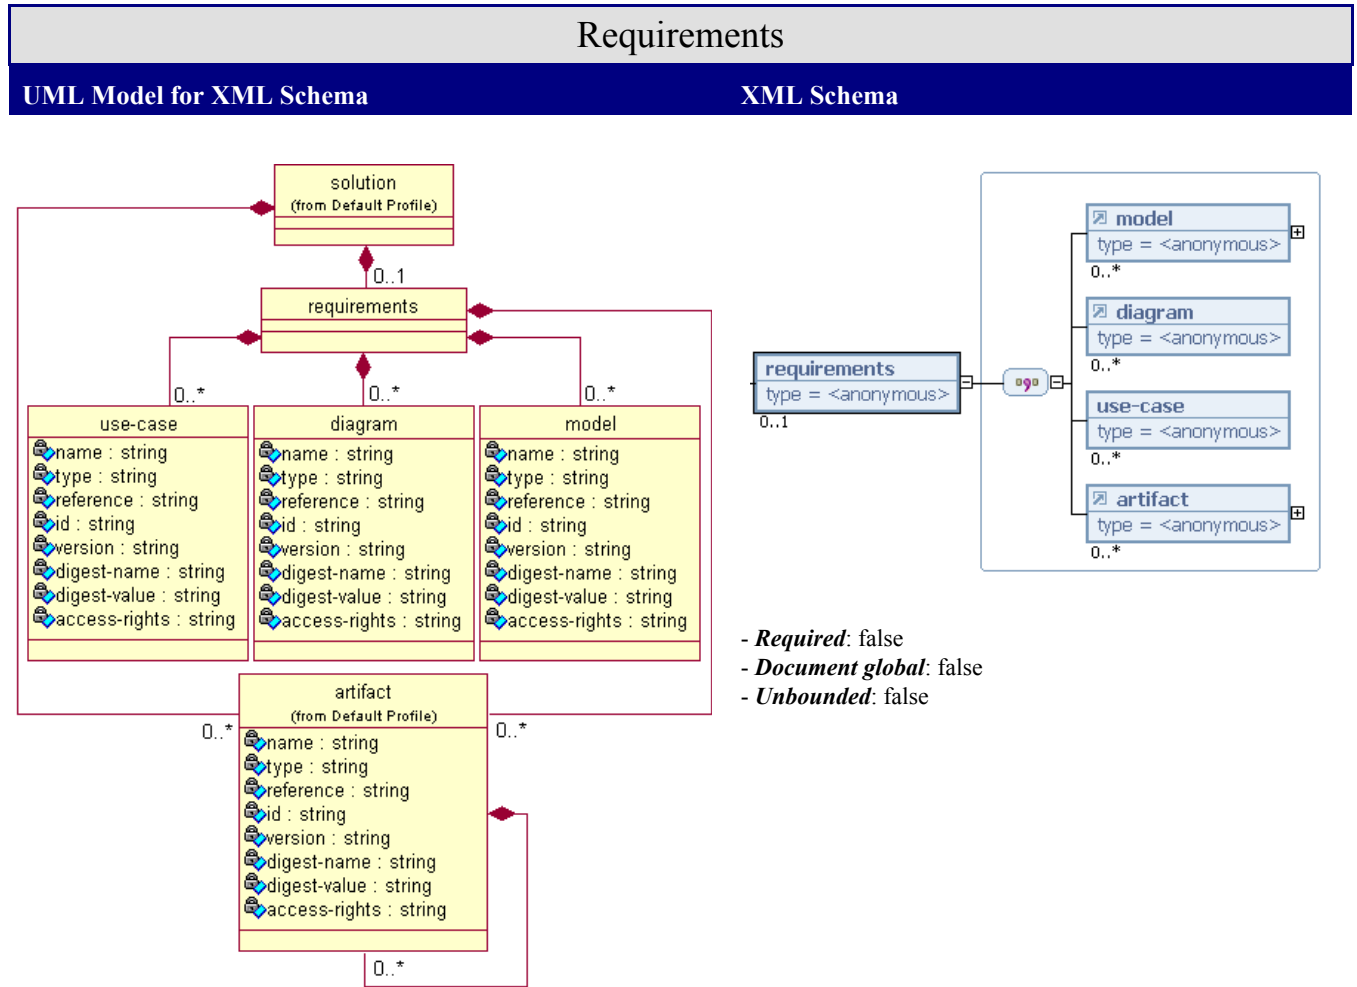 Requirements
UML Model for XML Schema
XML Schema
solution
(from Default Profile)
0..1
requirements
0..*
0..*
0..*
use-case
name : string
type : string
reference : string
id : string
version : string
digest-name : string
digest-value : string
access-rights : string
diagram
name : string
type : string
reference : string
id : string
version : string
digest-name : string
digest-value : string
access-rights : string
model
name : string
type : string
reference : string
id : string
version : string
digest-name : string
digest-value : string
access-rights : string
artifact
(from Default Profile)
0..*
0..*
name : string
type : string
reference : string
id : string
version : string
digest-name : string
digest-value : string
access-rights : string
0..*
requirements
type = <anonymous>
0..1
model
type = <anonymous>
0..*
diagram
type = <anonymous>
0..*
use-case
type = <anonymous>
0..*
artifact
type = <anonymous>
0..*
- Required: false
- Document global: false
- Unbounded: false